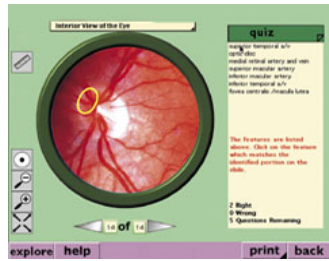 Interior View of the Eye
quiz
superior temporal a/v
optic disc
medial retinal artery and vein
superior macular artery
inferior macular artery
inferior temporal a/v
fovea centralis /macula lutea
The features are listed
above. Click on the feature
which matches the
identified portion on the
slide.
2 Right
0 Wrong
5 Questions Remaining
14 of 14
explore help print back